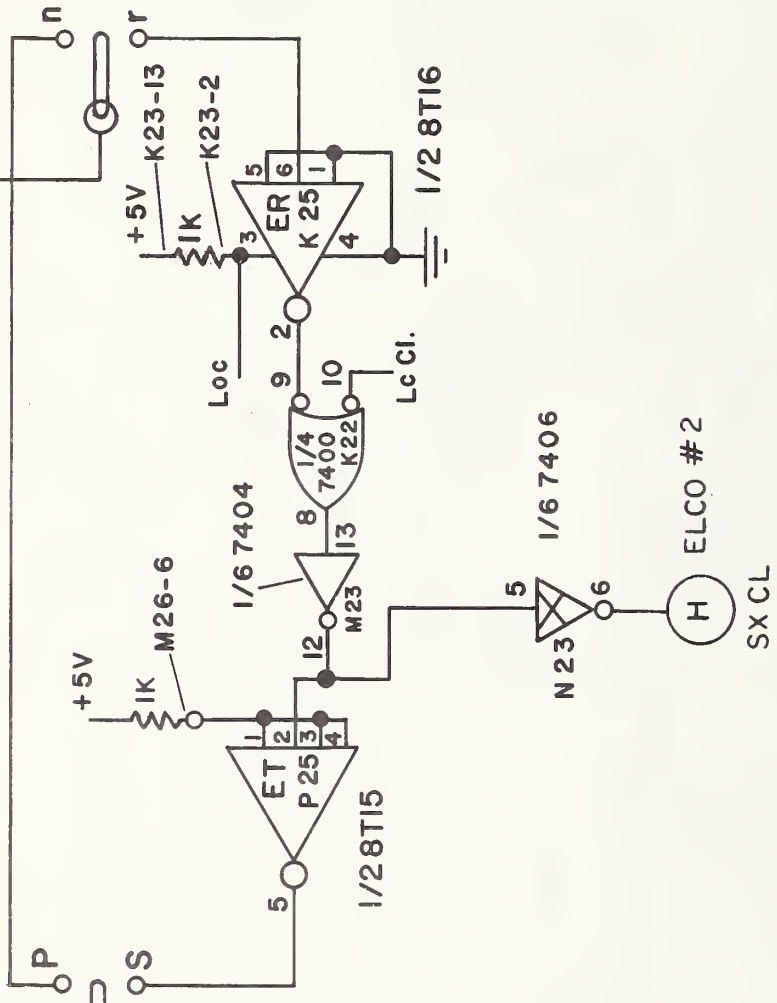 P
S
n
r
+5V
K23-13
1K
K23-2
5
6
1
ER
K 25
3
4
2
1/2 8T16
Loc
9
10
Lc Cl.
1/4
7400
K22
8
1/6 7404
13
M23
12
+5V
1K
M26-6
1
2
3
4
ET
P25
5
1/2 8T15
5
N23
6
1/6 7406
H
ELCO #2
SX CL